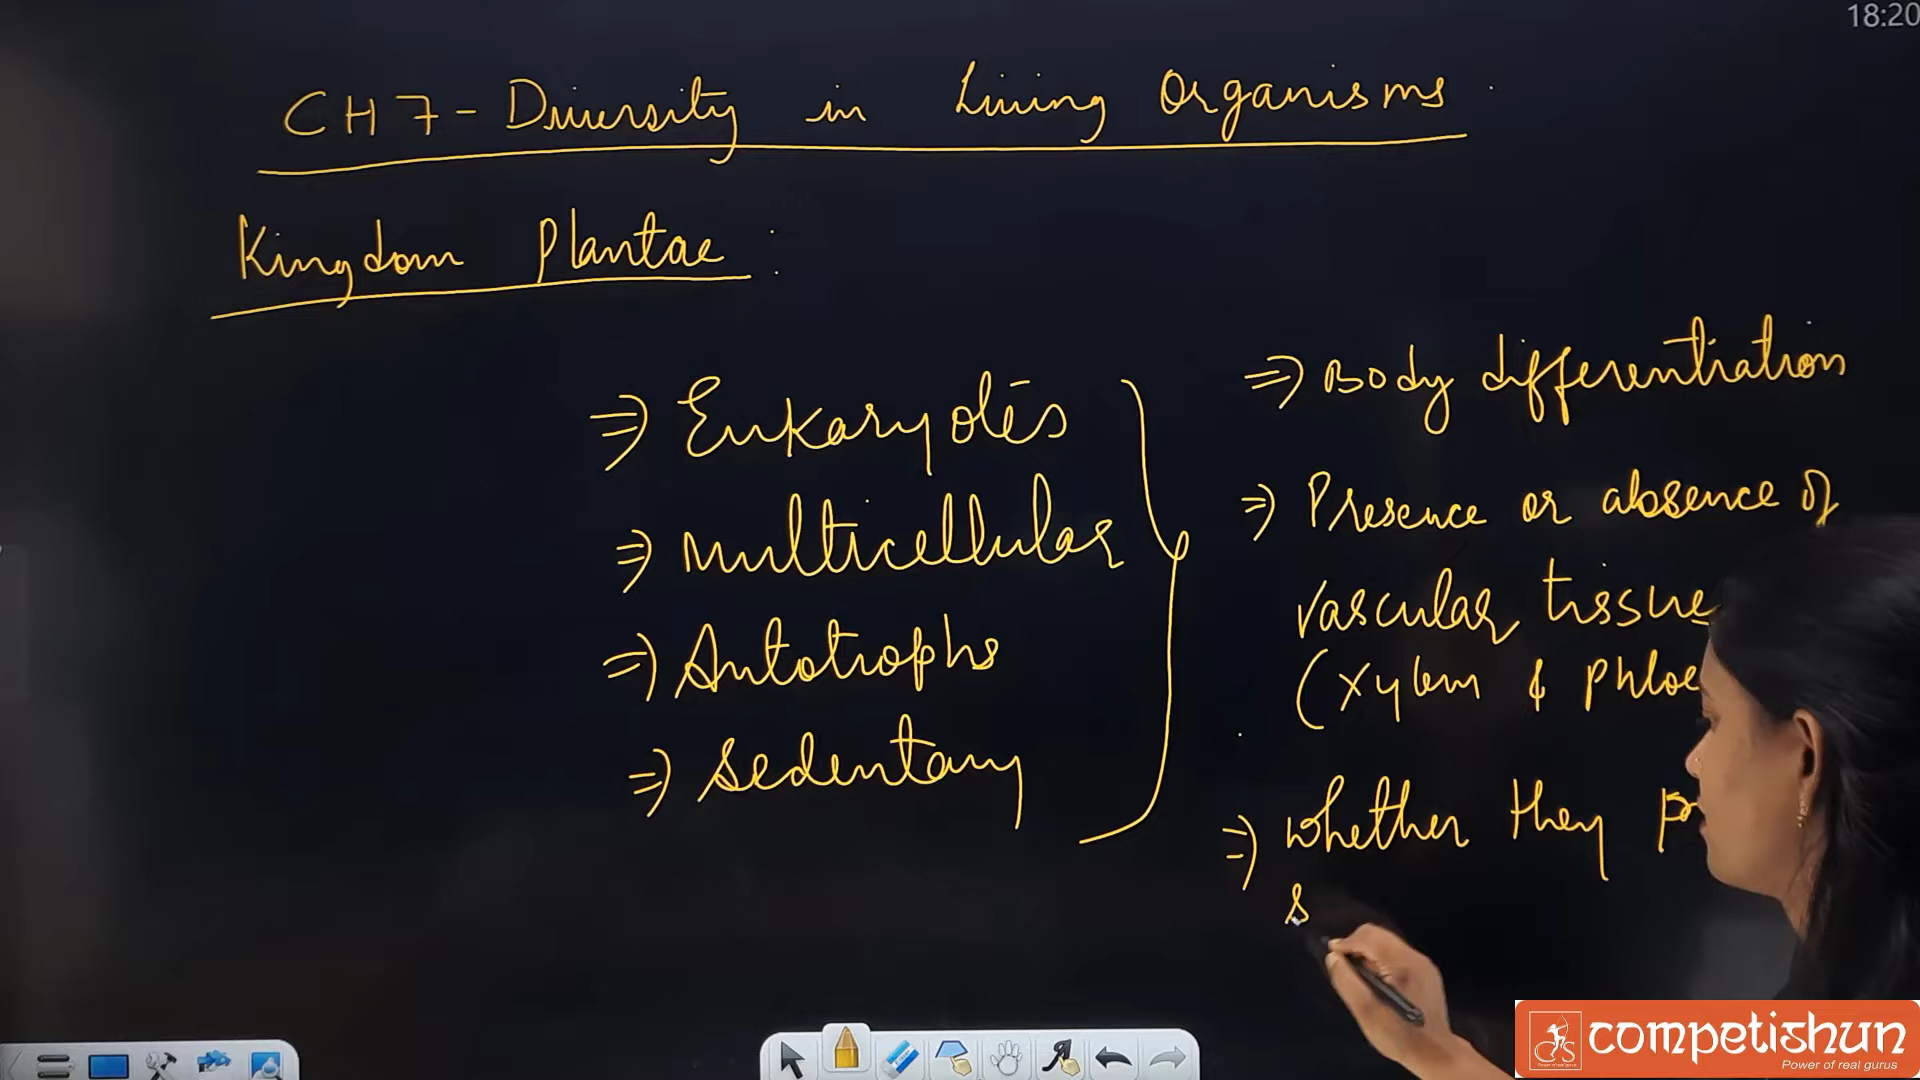 18:20
CH 7 - Diversity in Living Organisms
Kingdom Plantae :
⇒ Eukaryotes
⇒ Multicellular
⇒ Autotrophs
⇒ Sedentary
⇒ Body differentiation
⇒ Presence or absence of
vascular tissue
(Xylem & Phloe
⇒ Whether they
s
competishun
Power of real gurus